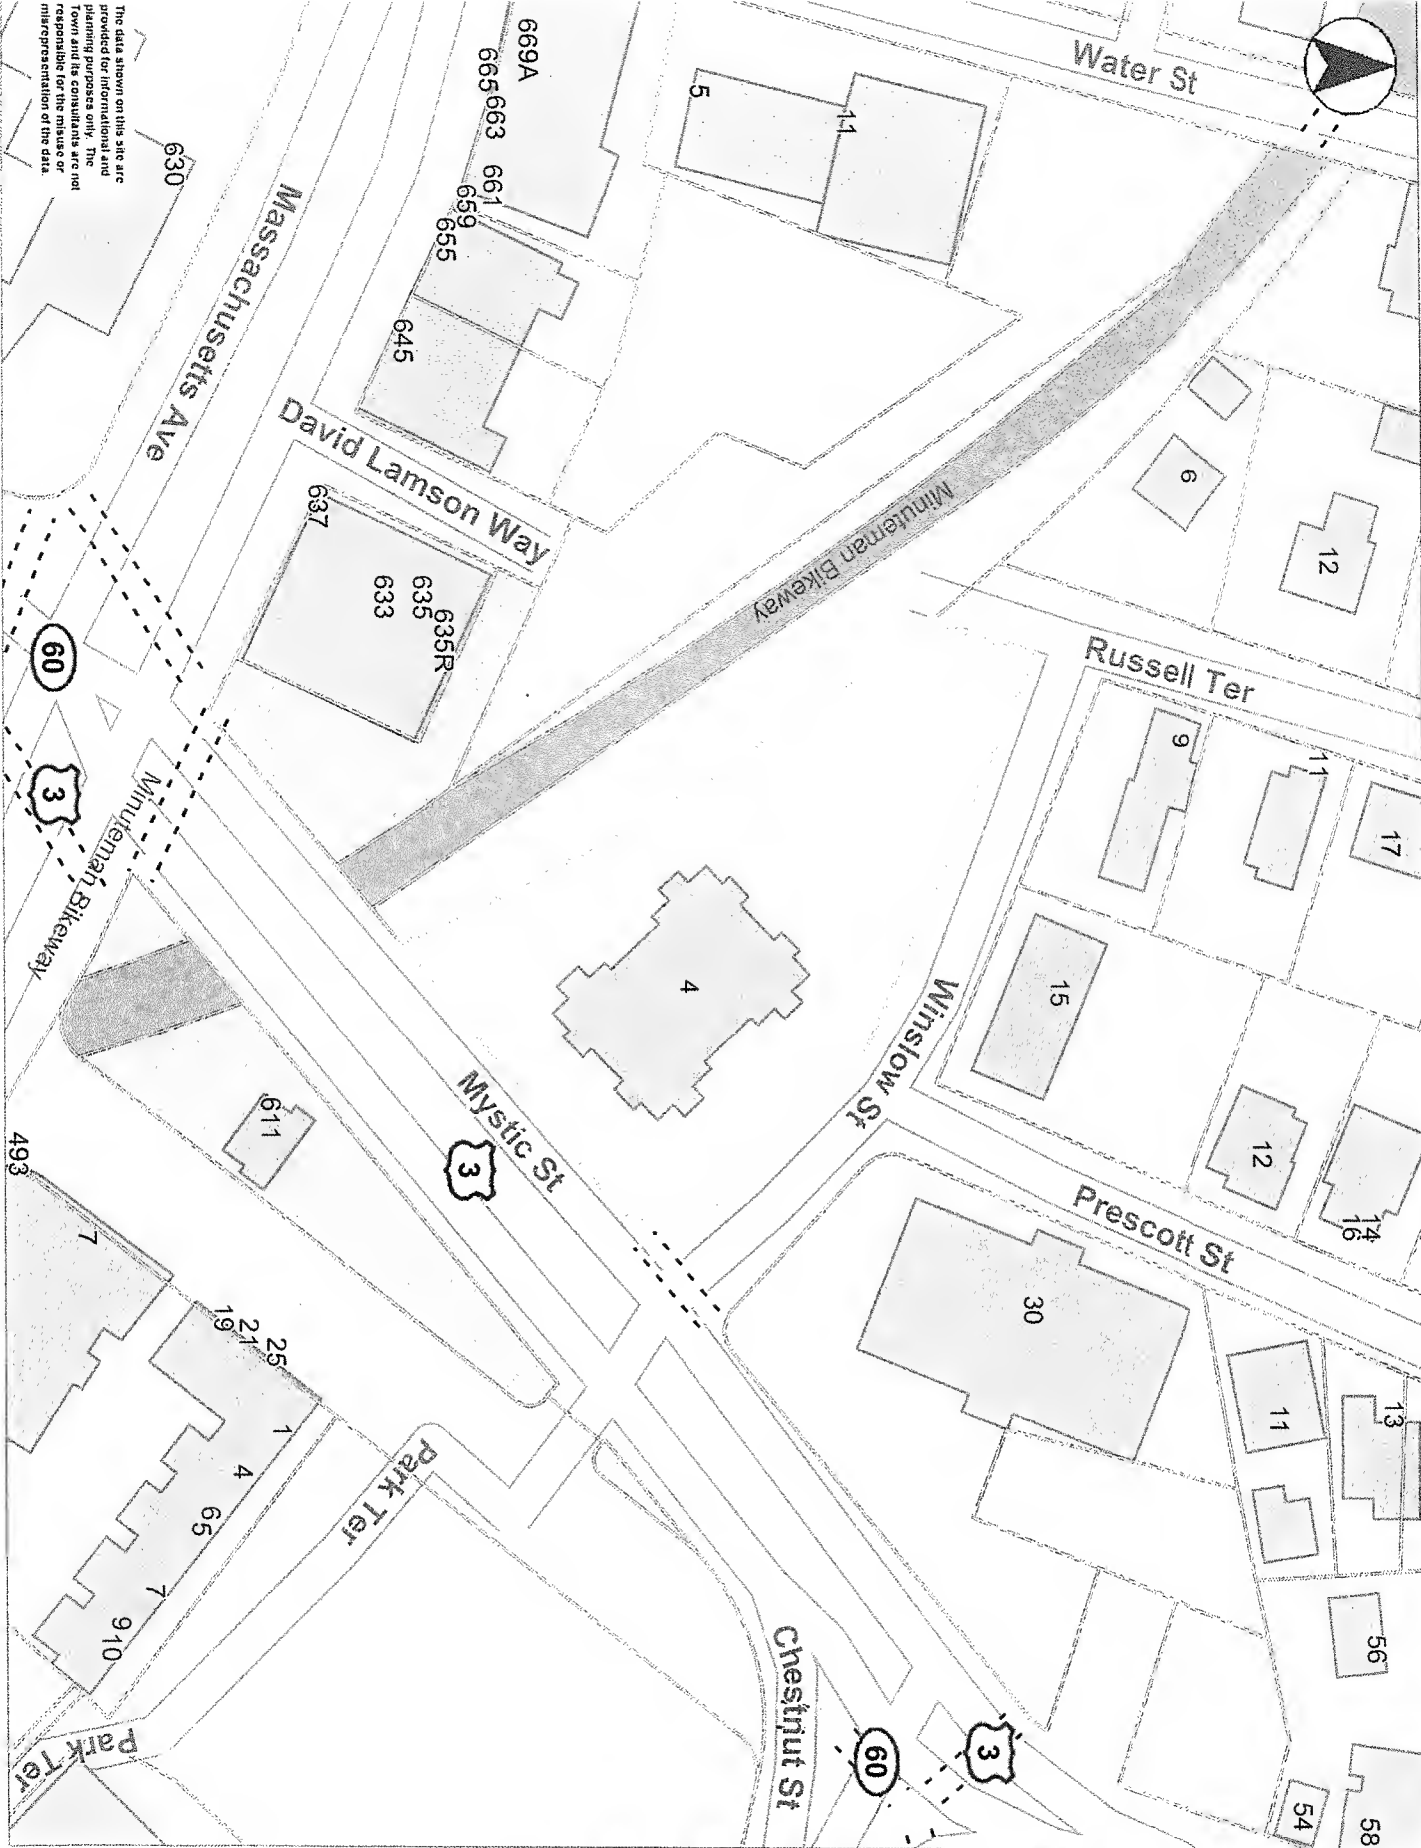 Water St
669A
665
663
661
659
655
645
5
11
630
Massachusetts Ave
David Lamson Way
637
633
635
635R
Minuteman Bikeway
6
12
Russell Ter
9
11
17
15
60
3
Minuteman Bikeway
4
Winslow St
Mystic St
3
611
493
7
19
21
25
1
4
6
5
7
9
10
Park Ter
Park Ter
12
14
16
Prescott St
30
11
13
56
54
58
Chestnut St
60
3
The data shown on this site are
provided for informational and
planning purposes only. The
Town and its consultants are not
responsible for the misuse or
misrepresentation of the data.